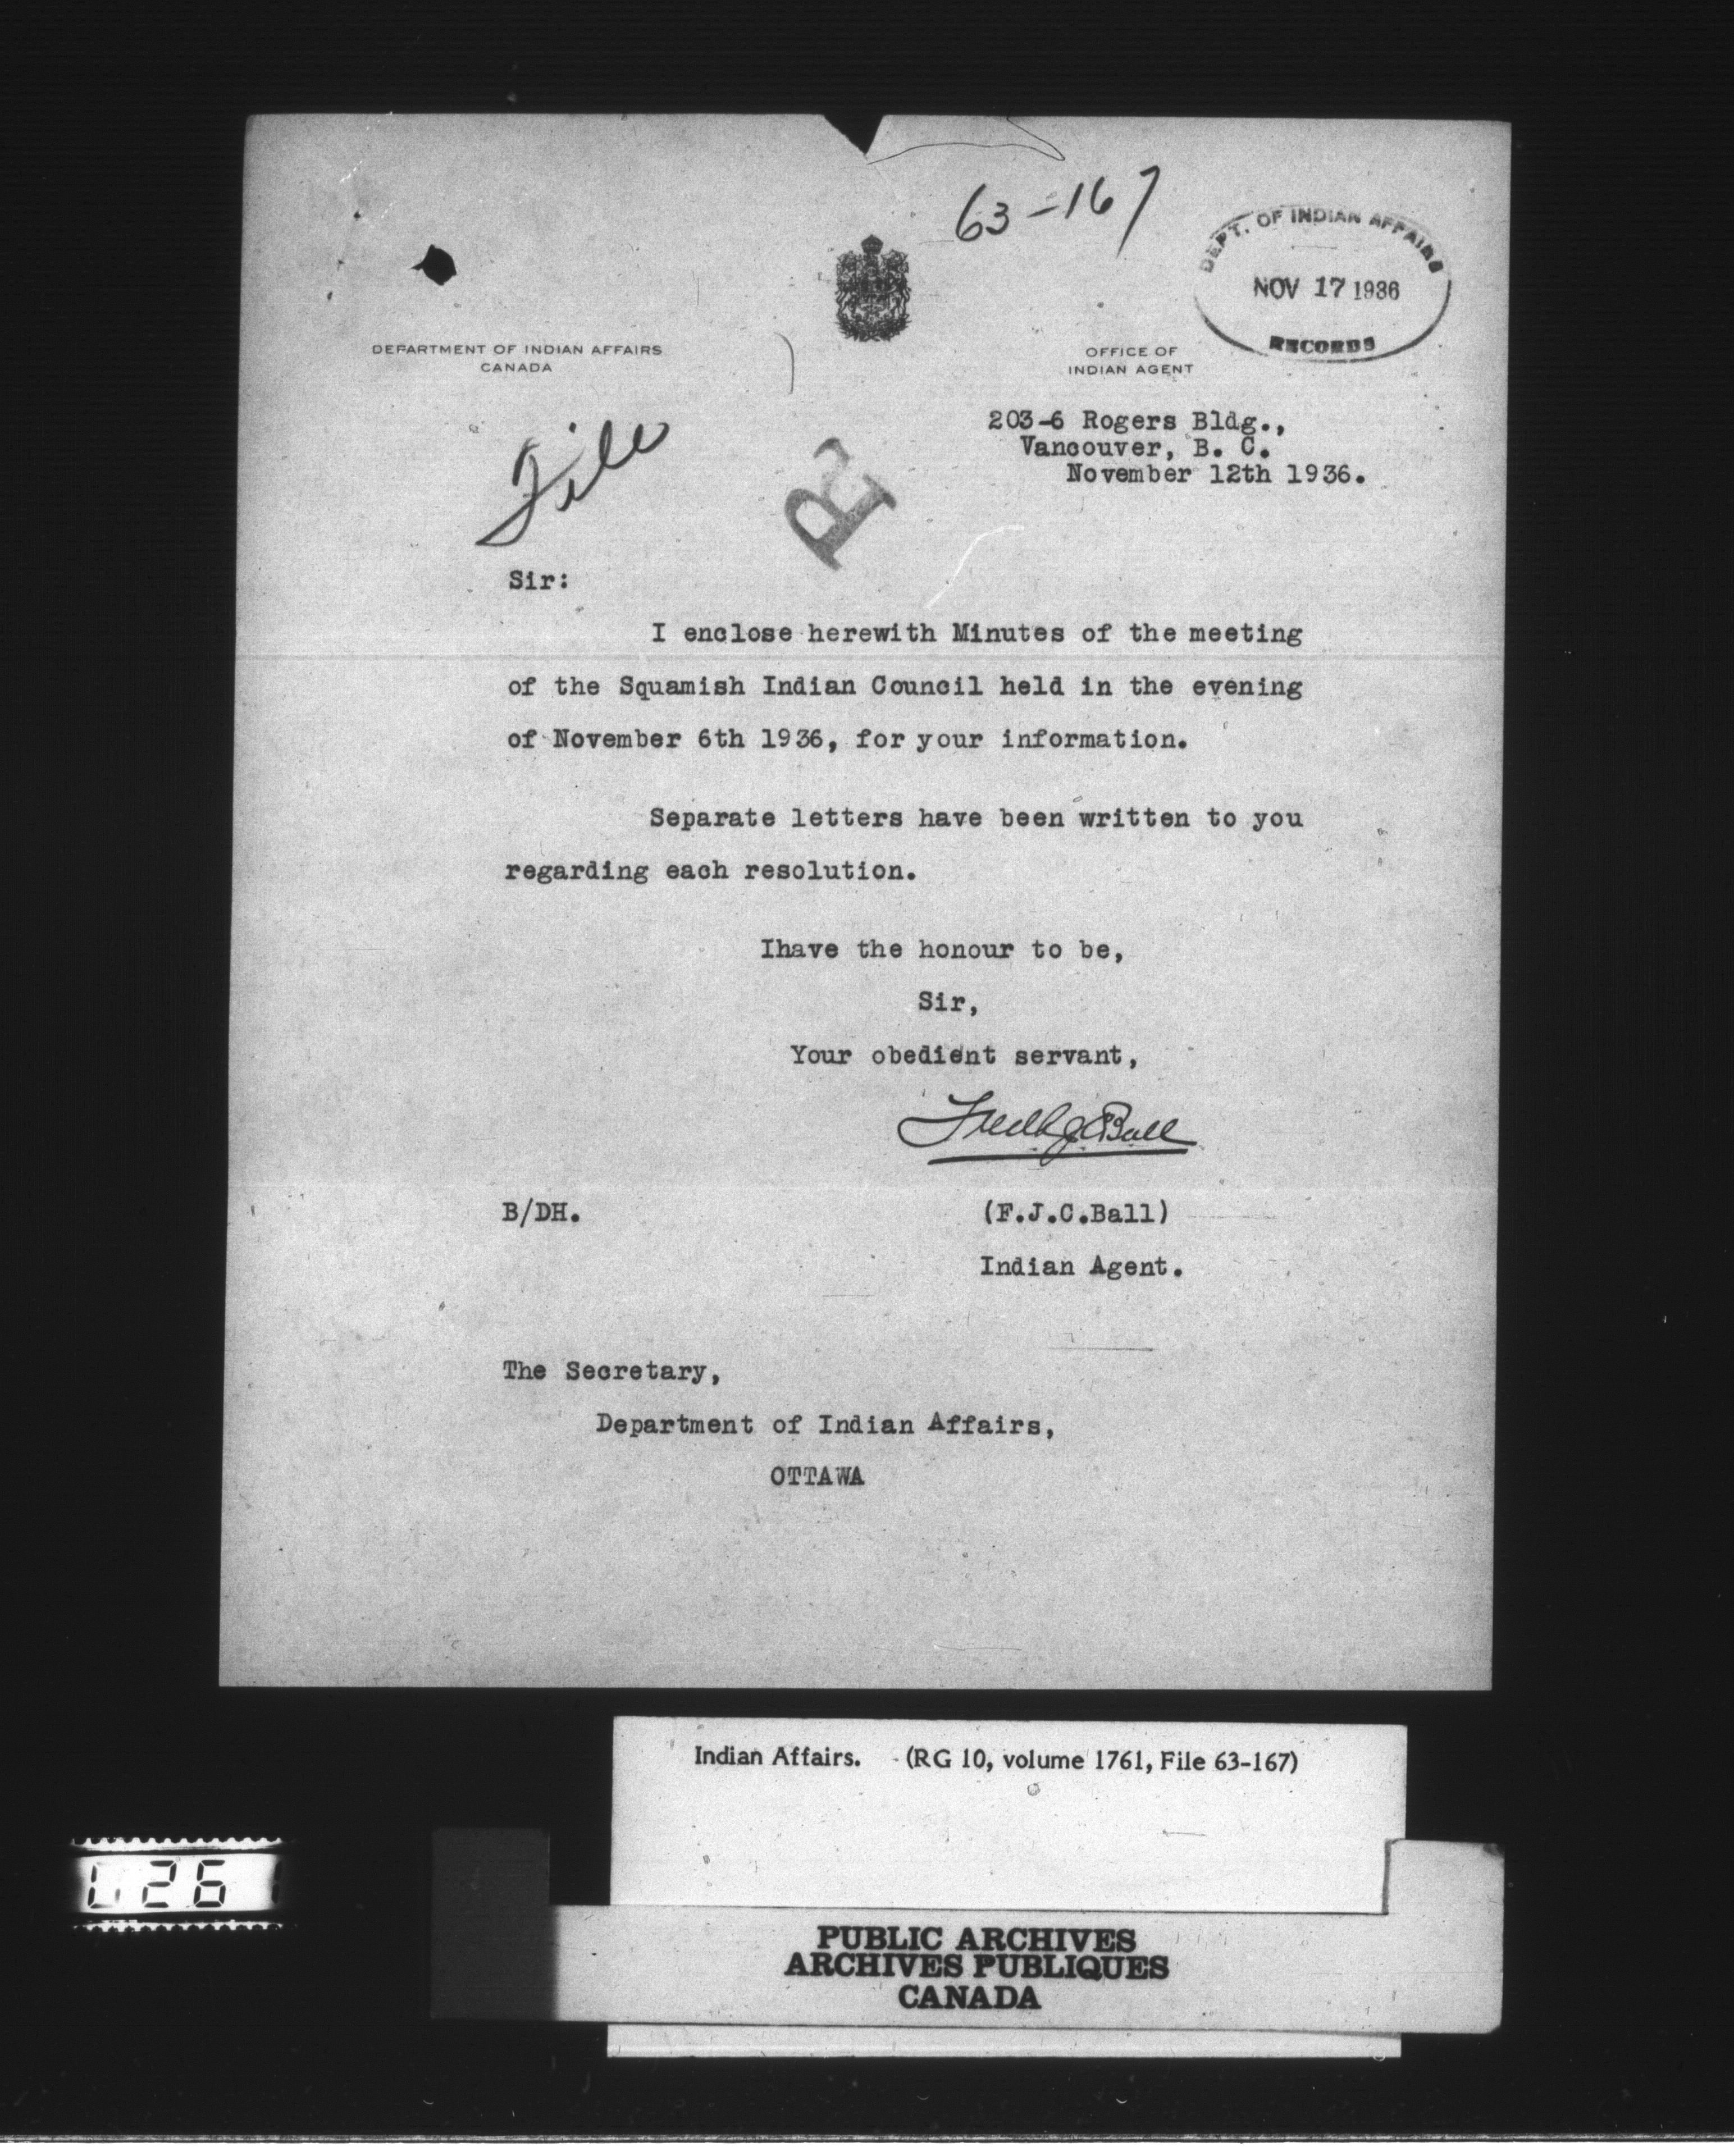 63-167
DEPT. OF INDIAN AFFAIRS
NOV 17 1936
RECORDS
DEPARTMENT OF INDIAN AFFAIRS
CANADA
OFFICE OF
INDIAN AGENT
203-6 Rogers Bldg.,
Vancouver, B. C.
November 12th 1936.
File
Sir:
I enclose herewith Minutes of the meeting
of the Squamish Indian Council held in the evening
of November 6th 1936, for your information.
Separate letters have been written to you
regarding each resolution.
Ihave the honour to be,
Sir,
Your obedient servant,
Fredk J C Ball
B/DH.
(F.J.C.Ball)
Indian Agent.
The Secretary,
Department of Indian Affairs,
OTTAWA
Indian Affairs. (RG 10, volume 1761, File 63-167)
26
PUBLIC ARCHIVES
ARCHIVES PUBLIQUES
CANADA